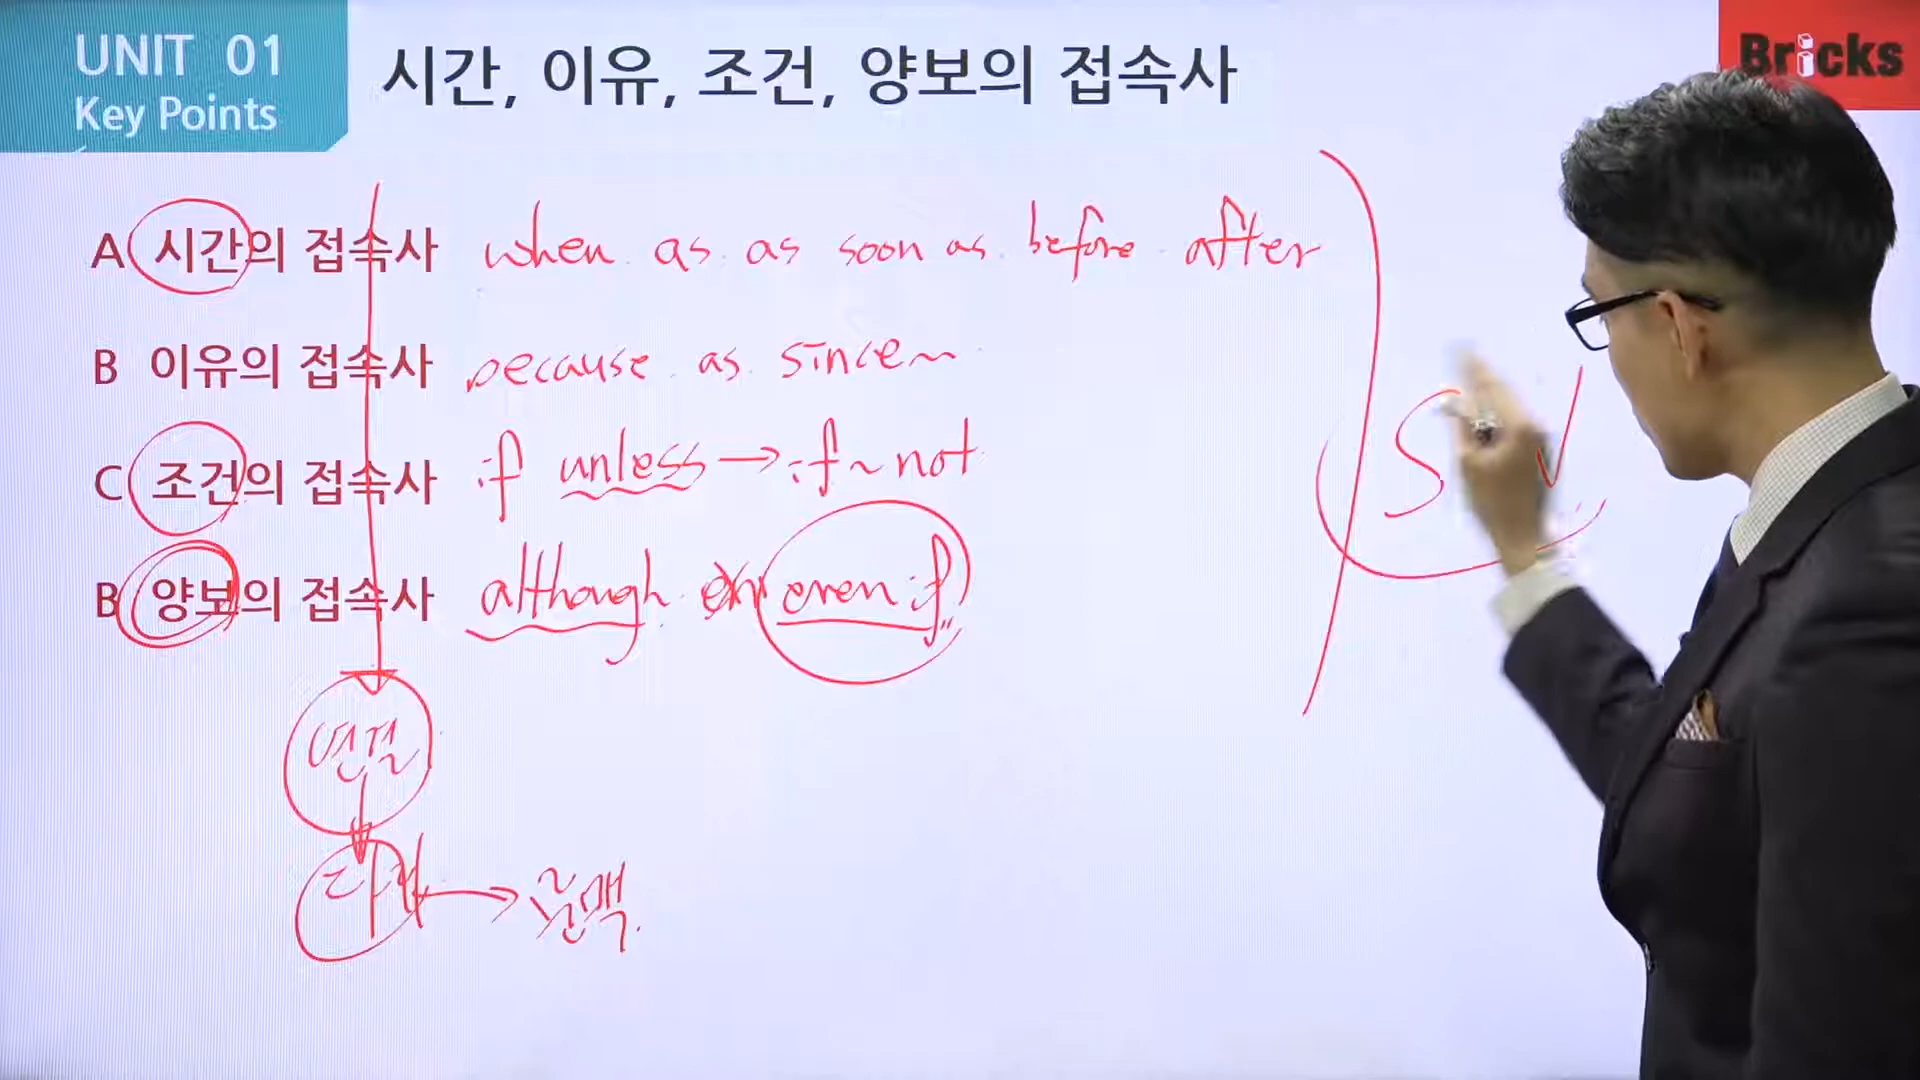 UNIT 01
Key Points
시간, 이유, 조건, 양보의 접속사
Bricks
A 시간의 접속사 when as as soon as before after
B 이유의 접속사 because as since~
C 조건의 접속사 if unless → if ~ not
B 양보의 접속사 although even if
S V
연결
→ 문맥